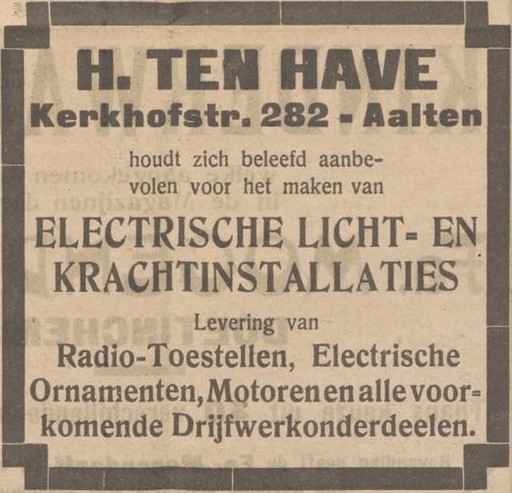 H. TEN HAVE
Kerkhofstr. 282 - Aalten
houdt zich beleefd aanbe-
volen voor het maken van
ELECTRISCHE LICHT- EN
KRACHTINSTALLATIES
Levering van
Radio-Toestellen, Electrische
Ornamenten, Motoren en alle voor-
komende Drijfwerkonderdeelen.